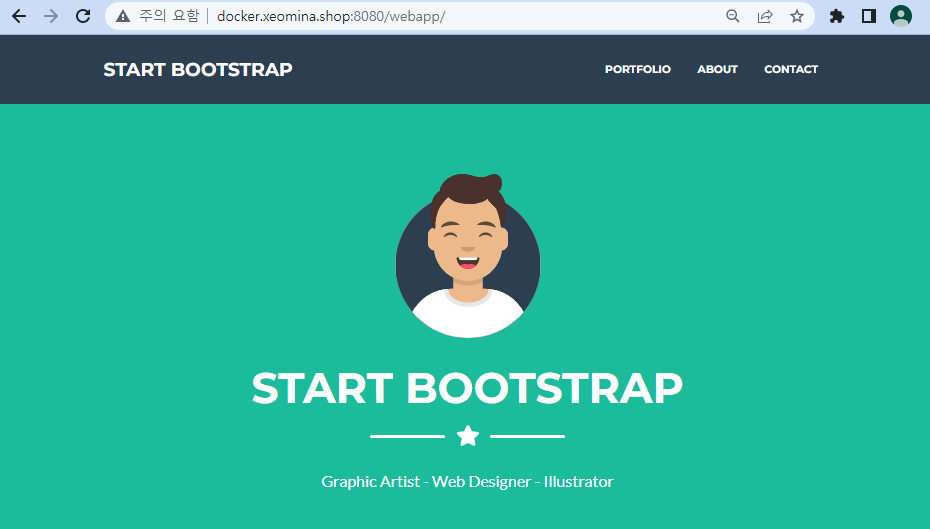 주의 요함 docker.xeomina.shop:8080/webapp/
START BOOTSTRAP PORTFOLIO ABOUT CONTACT
START BOOTSTRAP
Graphic Artist - Web Designer - Illustrator